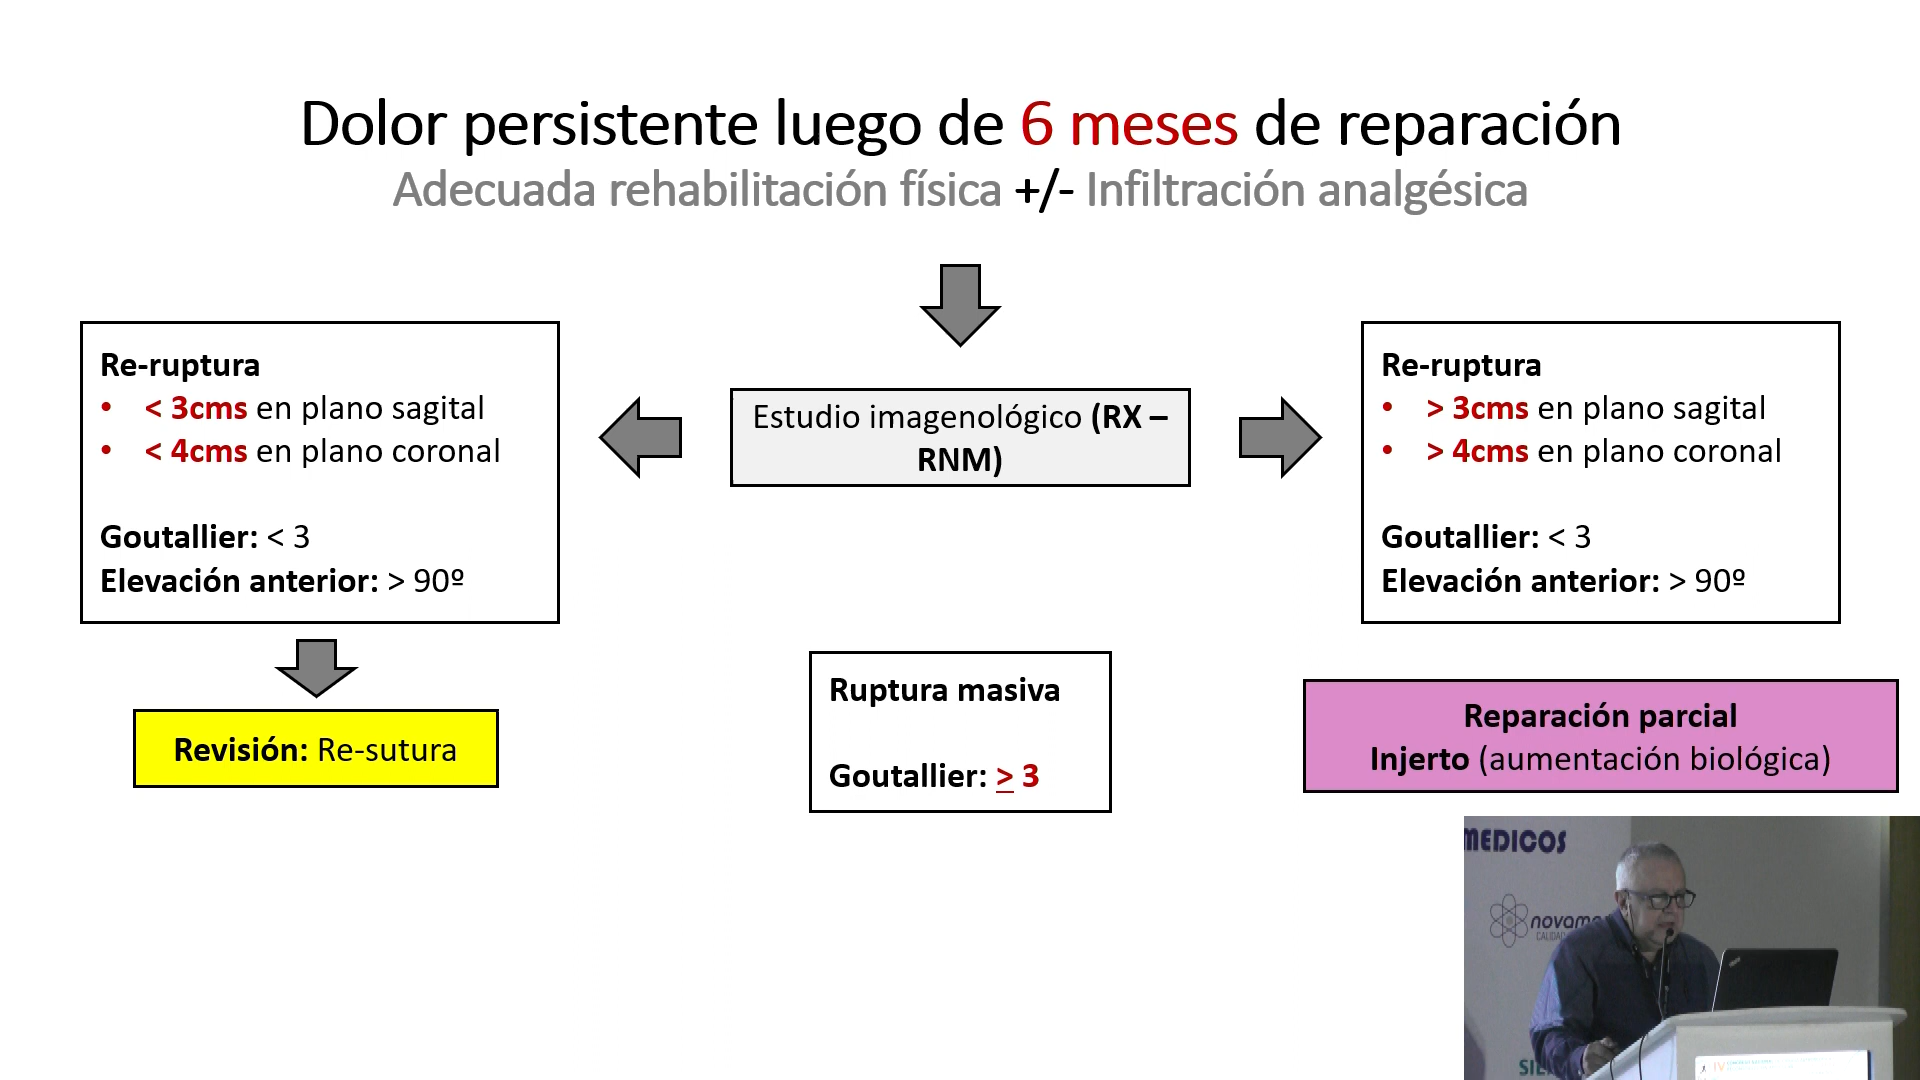 Dolor persistente luego de 6 meses de reparación
Adecuada rehabilitación física +/- Infiltración analgésica
Re-ruptura
• < 3cms en plano sagital
• < 4cms en plano coronal
Goutallier: < 3
Elevación anterior: > 90º
Estudio imagenológico (RX –
RNM)
Re-ruptura
• > 3cms en plano sagital
• > 4cms en plano coronal
Goutallier: < 3
Elevación anterior: > 90º
Revisión: Re-sutura
Ruptura masiva
Goutallier: > 3
Reparación parcial
Injerto (aumentación biológica)
MEDICOS